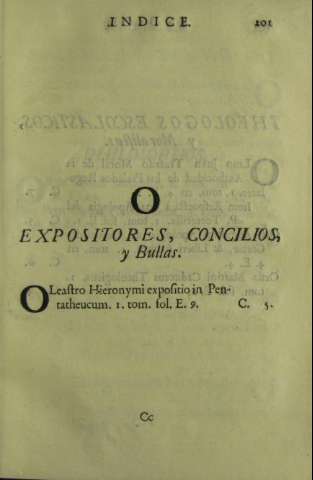 INDICE. 201
O
EXPOSITORES, CONCILIOS,
y Bullas.
OLeastro Hieronymi expositio in Pen-
tatheucum. 1. tom. fol. E. 9. C. 5.
Cc